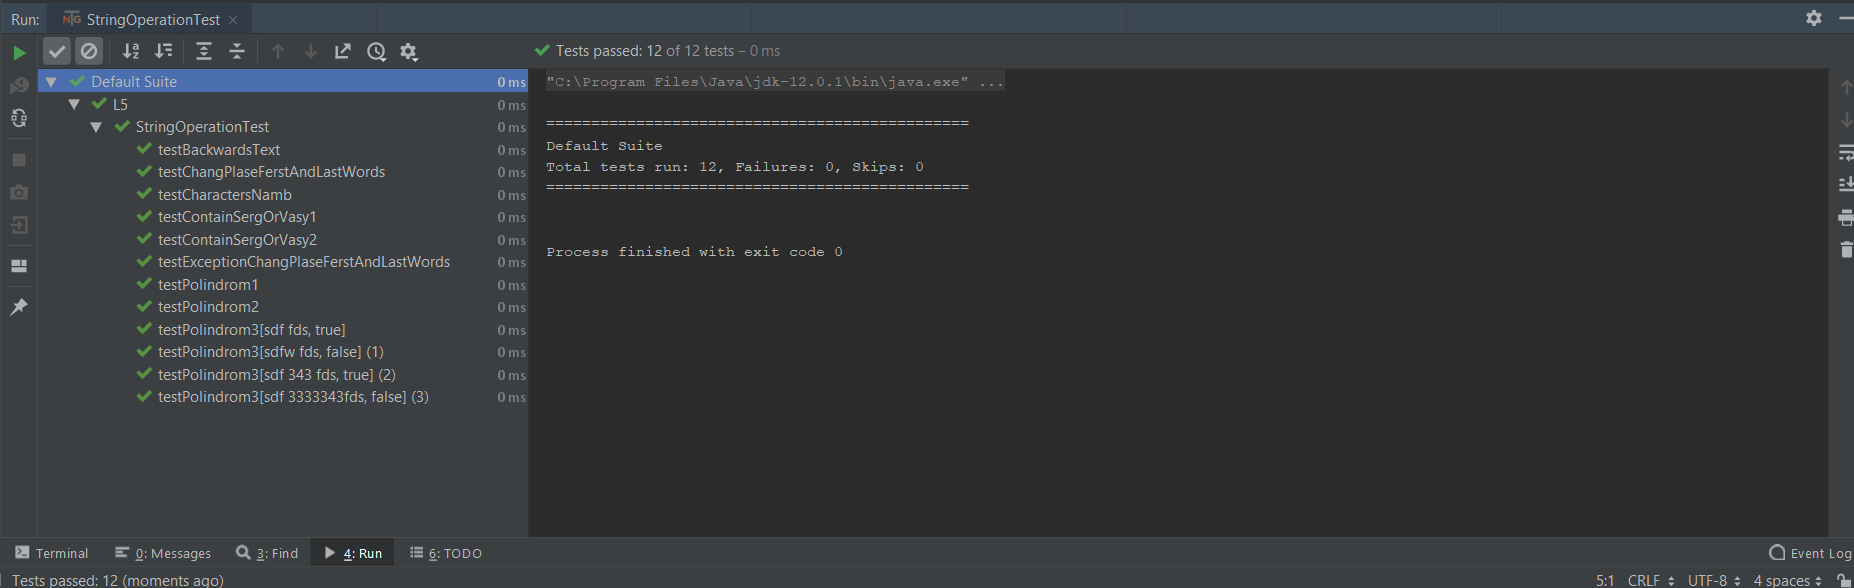 Run: NG StringOperationTest
Tests passed: 12 of 12 tests – 0 ms
Default Suite 0 ms
L5 0 ms
StringOperationTest 0 ms
testBackwardsText 0 ms
testChangPlaseFerstAndLastWords 0 ms
testCharactersNamb 0 ms
testContainSergOrVasy1 0 ms
testContainSergOrVasy2 0 ms
testExceptionChangPlaseFerstAndLastWords 0 ms
testPolindrom1 0 ms
testPolindrom2 0 ms
testPolindrom3[sdf fds, true] 0 ms
testPolindrom3[sdfw fds, false] (1) 0 ms
testPolindrom3[sdf 343 fds, true] (2) 0 ms
testPolindrom3[sdf 3333343fds, false] (3) 0 ms
"C:\Program Files\Java\jdk-12.0.1\bin\java.exe" ...
===============================================
Default Suite
Total tests run: 12, Failures: 0, Skips: 0
===============================================
Process finished with exit code 0
Terminal 0: Messages 3: Find 4: Run 6: TODO Event Log
Tests passed: 12 (moments ago) 5:1 CRLF UTF-8 4 spaces